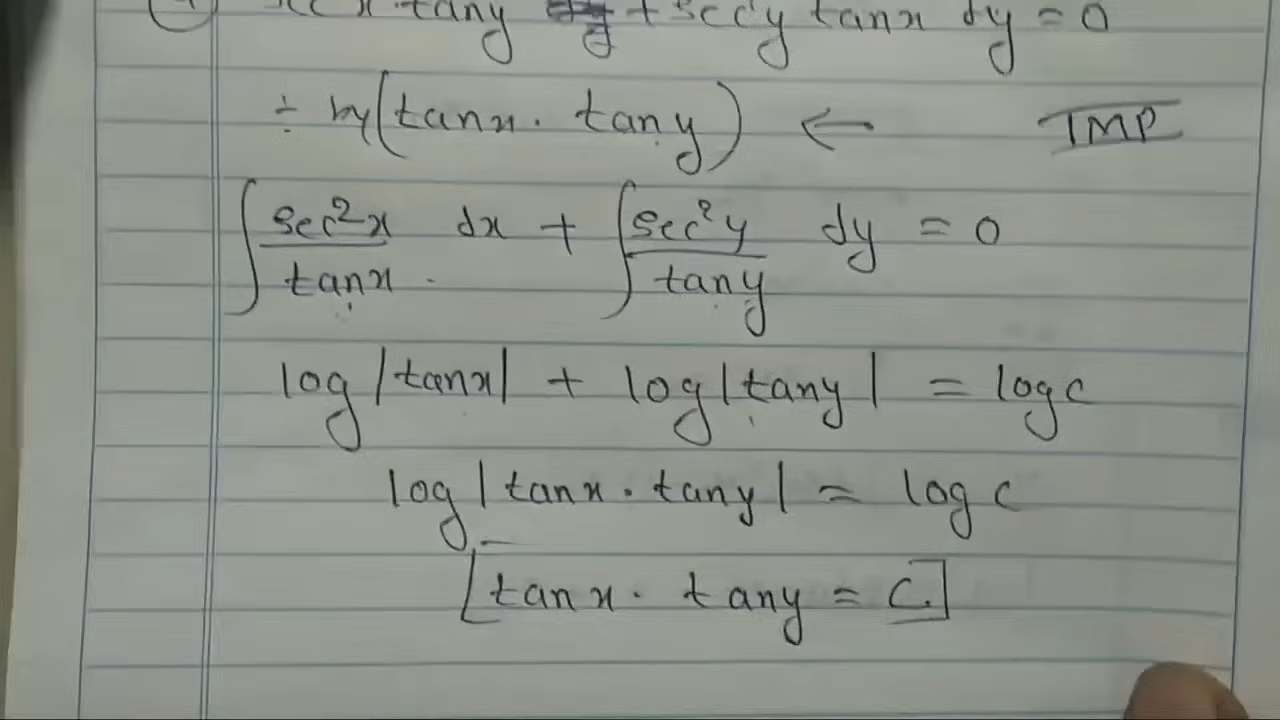 tany + sec²y tanx dy = 0
÷ by (tanx . tany) ← IMP
∫ sec²x/tanx dx + ∫ sec²y/tany dy = 0
log |tanx| + log |tany| = log c
log |tanx . tany| = log c
[tanx . tany = c.]